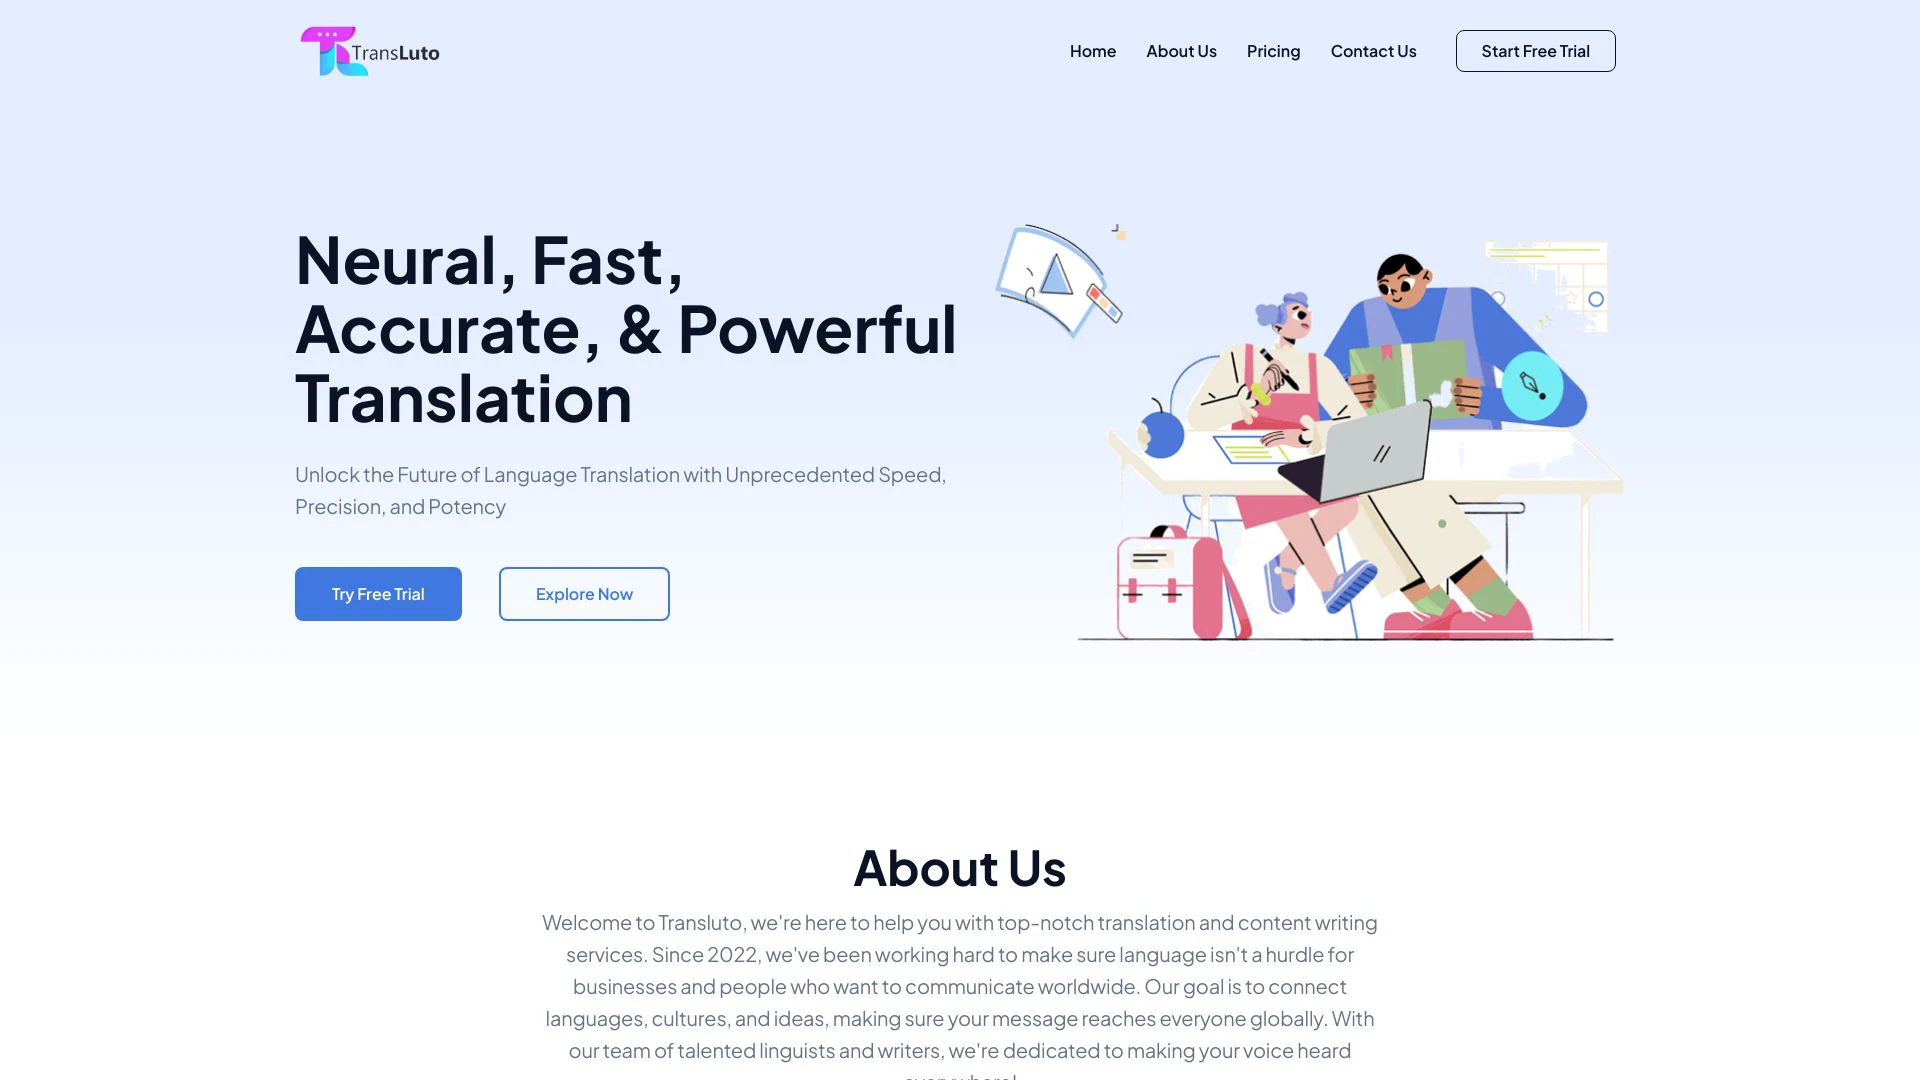 TransLuto
Home
About Us
Pricing
Contact Us
Start Free Trial
Neural, Fast,
Accurate, & Powerful
Translation
Unlock the Future of Language Translation with Unprecedented Speed,
Precision, and Potency
Try Free Trial
Explore Now
About Us
Welcome to Transluto, we're here to help you with top-notch translation and content writing
services. Since 2022, we've been working hard to make sure language isn't a hurdle for
businesses and people who want to communicate worldwide. Our goal is to connect
languages, cultures, and ideas, making sure your message reaches everyone globally. With
our team of talented linguists and writers, we're dedicated to making your voice heard